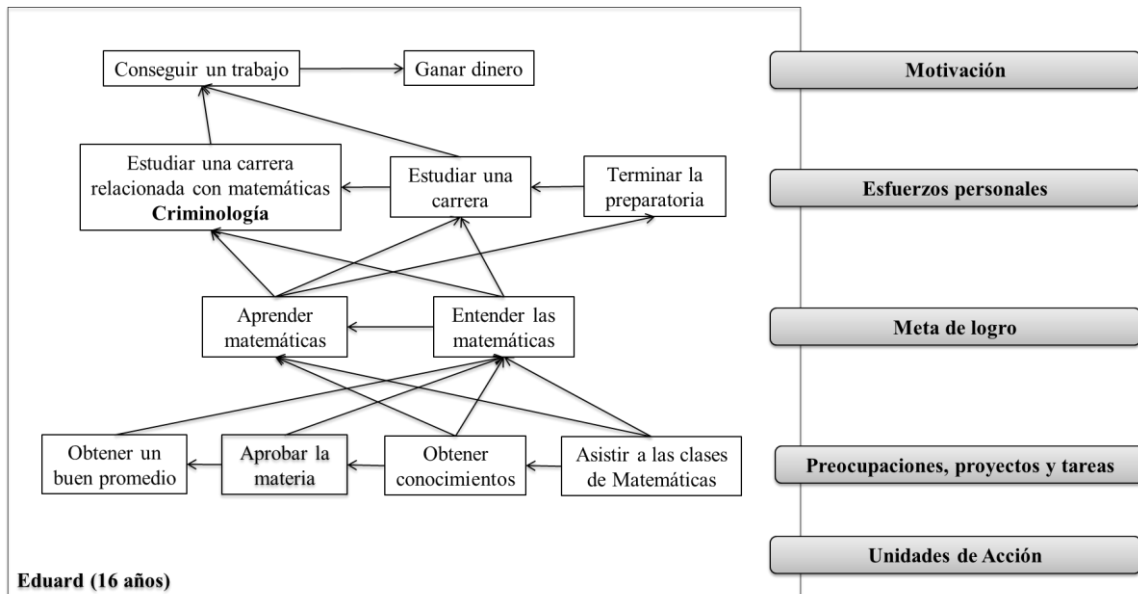 Conseguir un trabajo
Ganar dinero
Motivación
Estudiar una carrera
relacionada con matemáticas
Criminología
Estudiar una
carrera
Terminar la
preparatoria
Esfuerzos personales
Aprender
matemáticas
Entender las
matemáticas
Meta de logro
Obtener un
buen promedio
Aprobar la
materia
Obtener
conocimientos
Asistir a las clases
de Matemáticas
Preocupaciones, proyectos y tareas
Unidades de Acción
Eduard (16 años)